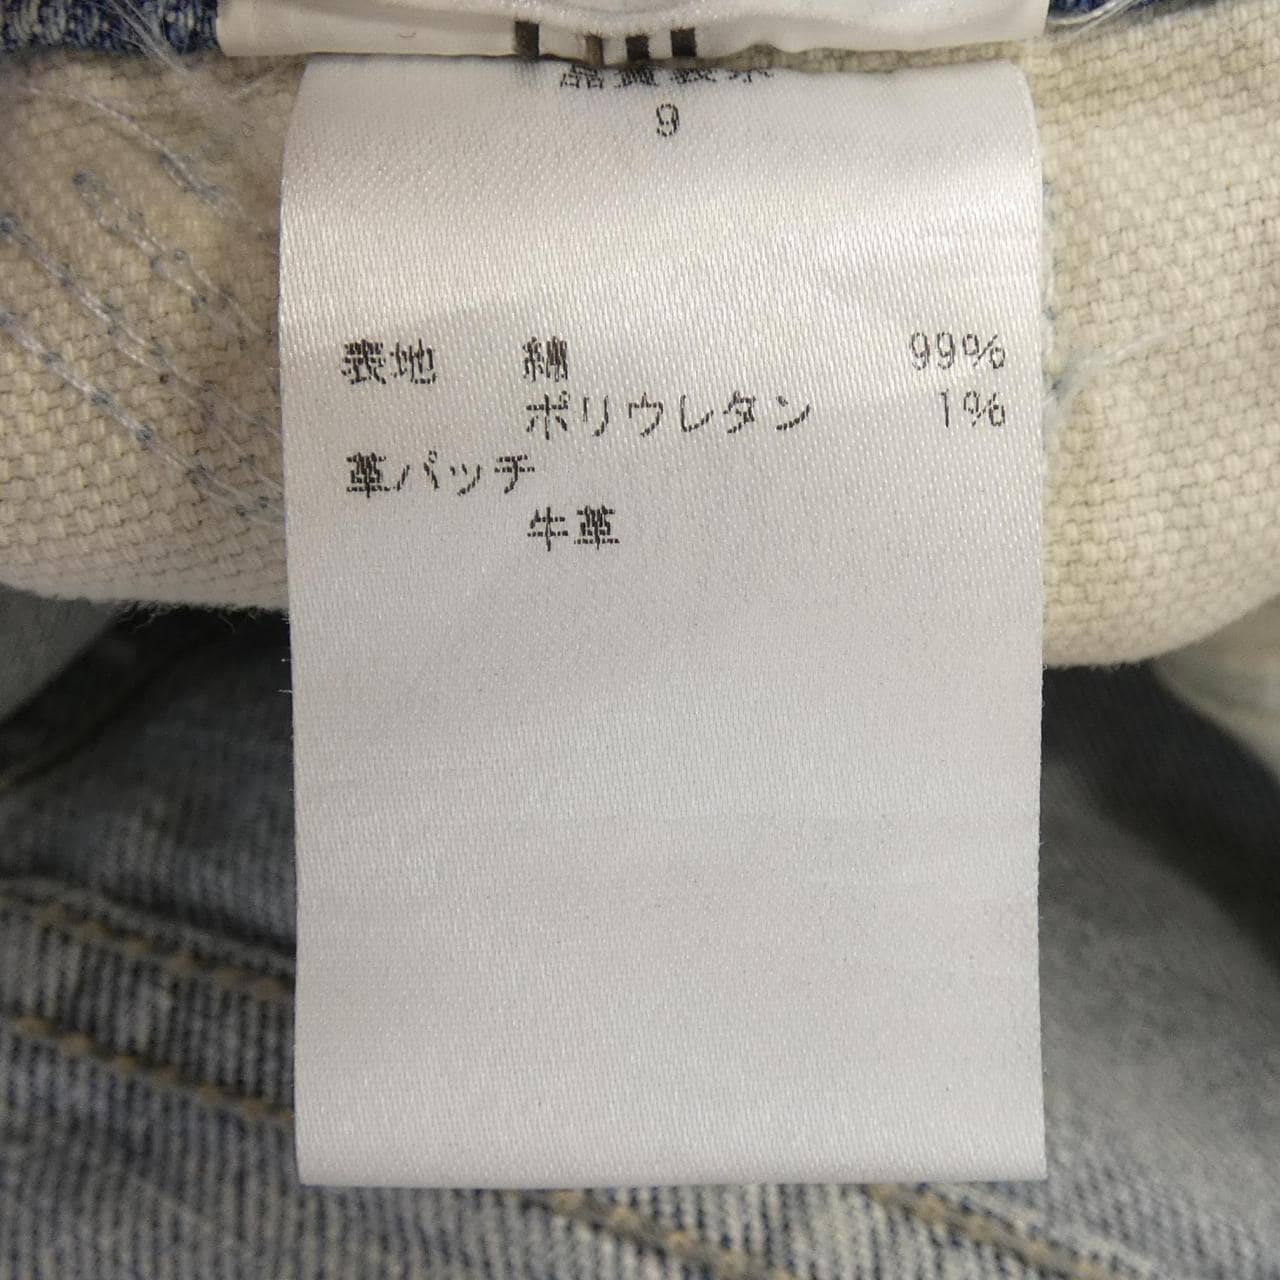 品質表示
9
表地 綿 99%
ポリウレタン 1%
革パッチ
牛革